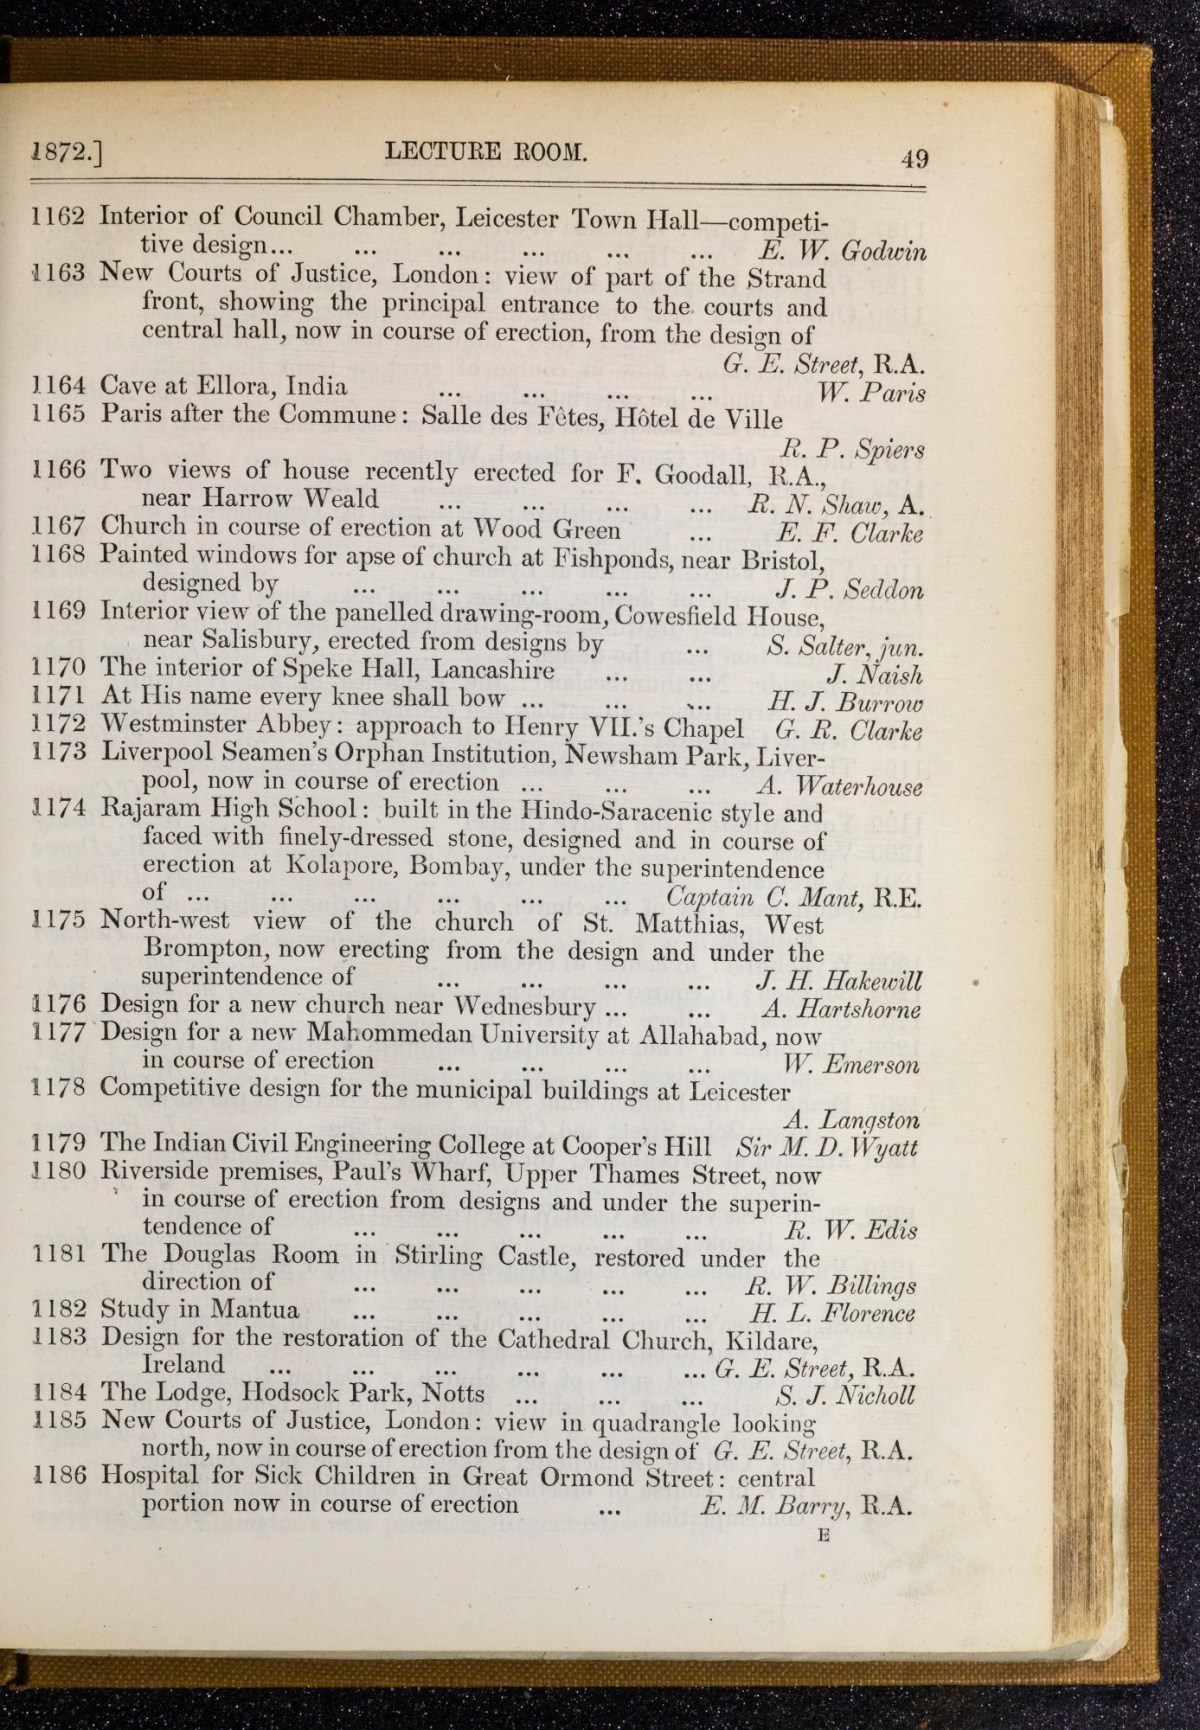 1872.] LECTURE ROOM. 49
1162 Interior of Council Chamber, Leicester Town Hall—competi-
tive design... ... ... ... ... ... E. W. Godwin
1163 New Courts of Justice, London: view of part of the Strand
front, showing the principal entrance to the courts and
central hall, now in course of erection, from the design of
G. E. Street, R.A.
1164 Cave at Ellora, India ... ... ... ... W. Paris
1165 Paris after the Commune: Salle des Fêtes, Hôtel de Ville
R. P. Spiers
1166 Two views of house recently erected for F. Goodall, R.A.,
near Harrow Weald ... ... ... ... R. N. Shaw, A.
1167 Church in course of erection at Wood Green ... E. F. Clarke
1168 Painted windows for apse of church at Fishponds, near Bristol,
designed by ... ... ... ... ... J. P. Seddon
1169 Interior view of the panelled drawing-room, Cowesfield House,
near Salisbury, erected from designs by ... S. Salter, jun.
1170 The interior of Speke Hall, Lancashire ... ... J. Naish
1171 At His name every knee shall bow ... ... ... H. J. Burrow
1172 Westminster Abbey: approach to Henry VII.'s Chapel G. R. Clarke
1173 Liverpool Seamen's Orphan Institution, Newsham Park, Liver-
pool, now in course of erection ... ... ... A. Waterhouse
1174 Rajaram High School: built in the Hindo-Saracenic style and
faced with finely-dressed stone, designed and in course of
erection at Kolapore, Bombay, under the superintendence
of ... ... ... ... ... ... Captain C. Mant, R.E.
1175 North-west view of the church of St. Matthias, West
Brompton, now erecting from the design and under the
superintendence of ... ... ... ... J. H. Hakewill
1176 Design for a new church near Wednesbury ... ... A. Hartshorne
1177 Design for a new Mahommedan University at Allahabad, now
in course of erection ... ... ... ... W. Emerson
1178 Competitive design for the municipal buildings at Leicester
A. Langston
1179 The Indian Civil Engineering College at Cooper's Hill Sir M. D. Wyatt
1180 Riverside premises, Paul's Wharf, Upper Thames Street, now
in course of erection from designs and under the superin-
tendence of ... ... ... ... ... R. W. Edis
1181 The Douglas Room in Stirling Castle, restored under the
direction of ... ... ... ... ... R. W. Billings
1182 Study in Mantua ... ... ... ... ... H. L. Florence
1183 Design for the restoration of the Cathedral Church, Kildare,
Ireland ... ... ... ... ... ... G. E. Street, R.A.
1184 The Lodge, Hodsock Park, Notts ... ... ... S. J. Nicholl
1185 New Courts of Justice, London: view in quadrangle looking
north, now in course of erection from the design of G. E. Street, R.A.
1186 Hospital for Sick Children in Great Ormond Street: central
portion now in course of erection ... E. M. Barry, R.A.
E